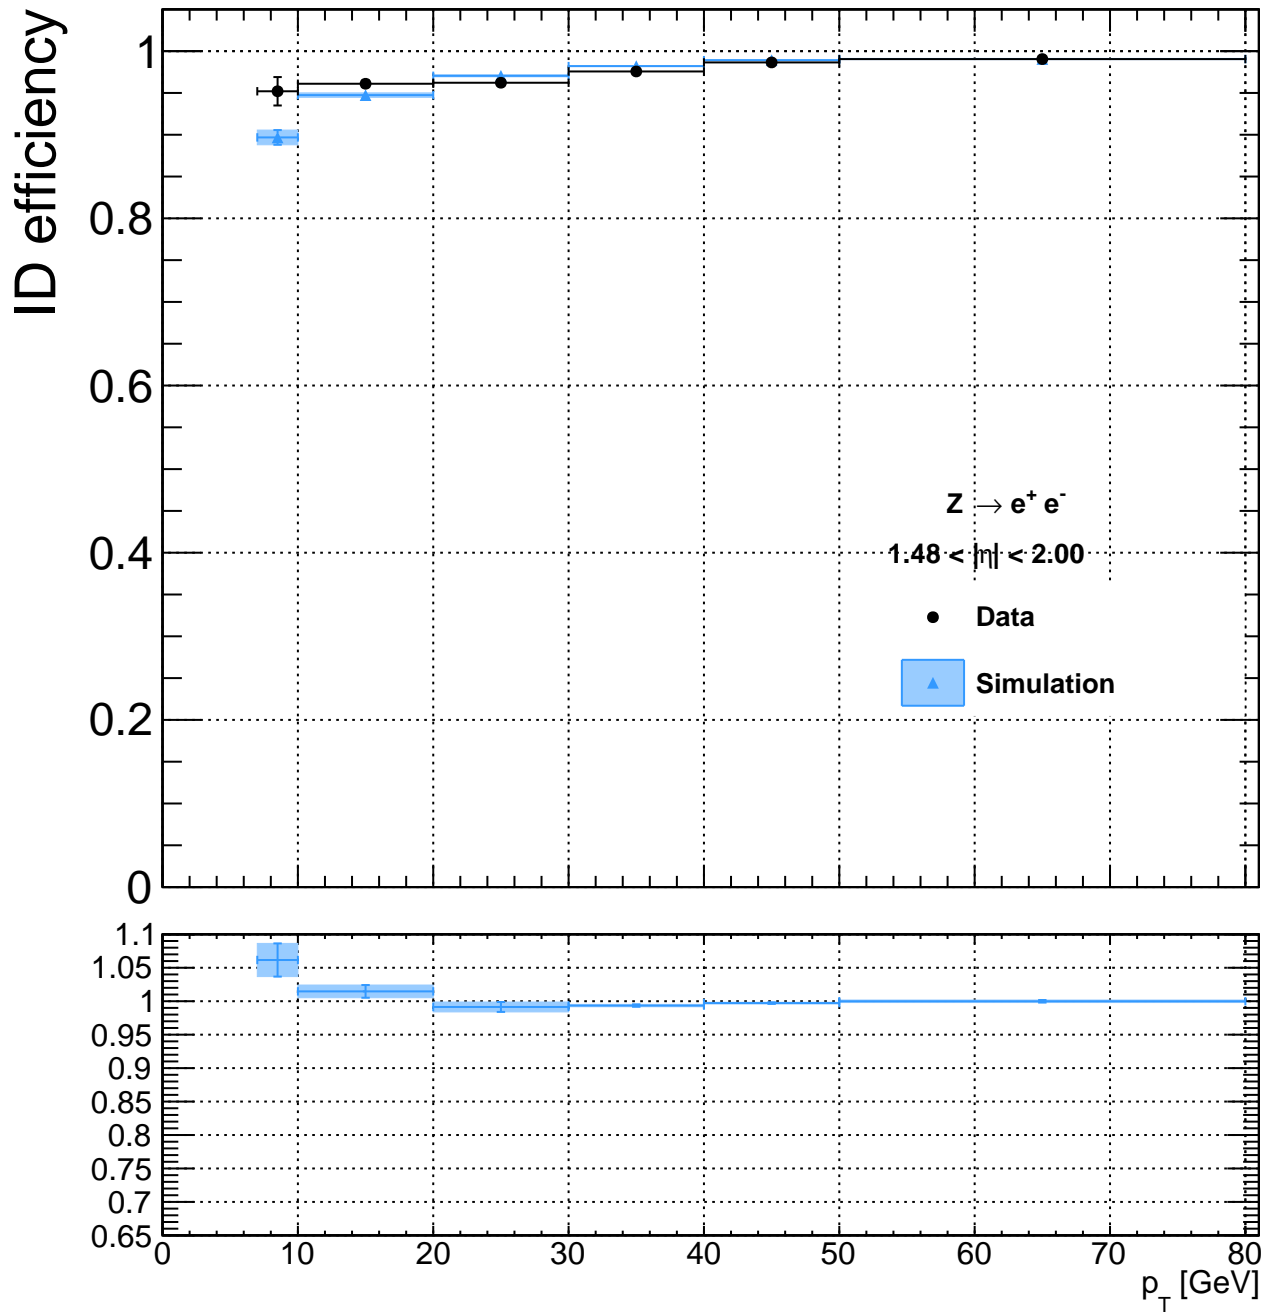 ID efficiency
1
0.8
0.6
0.4
0.2
0
Z → e⁺ e⁻
1.48 < |η| < 2.00
Data
Simulation
1.1
1.05
1
0.95
0.9
0.85
0.8
0.75
0.7
0.65
0 10 20 30 40 50 60 70 80
p_T [GeV]